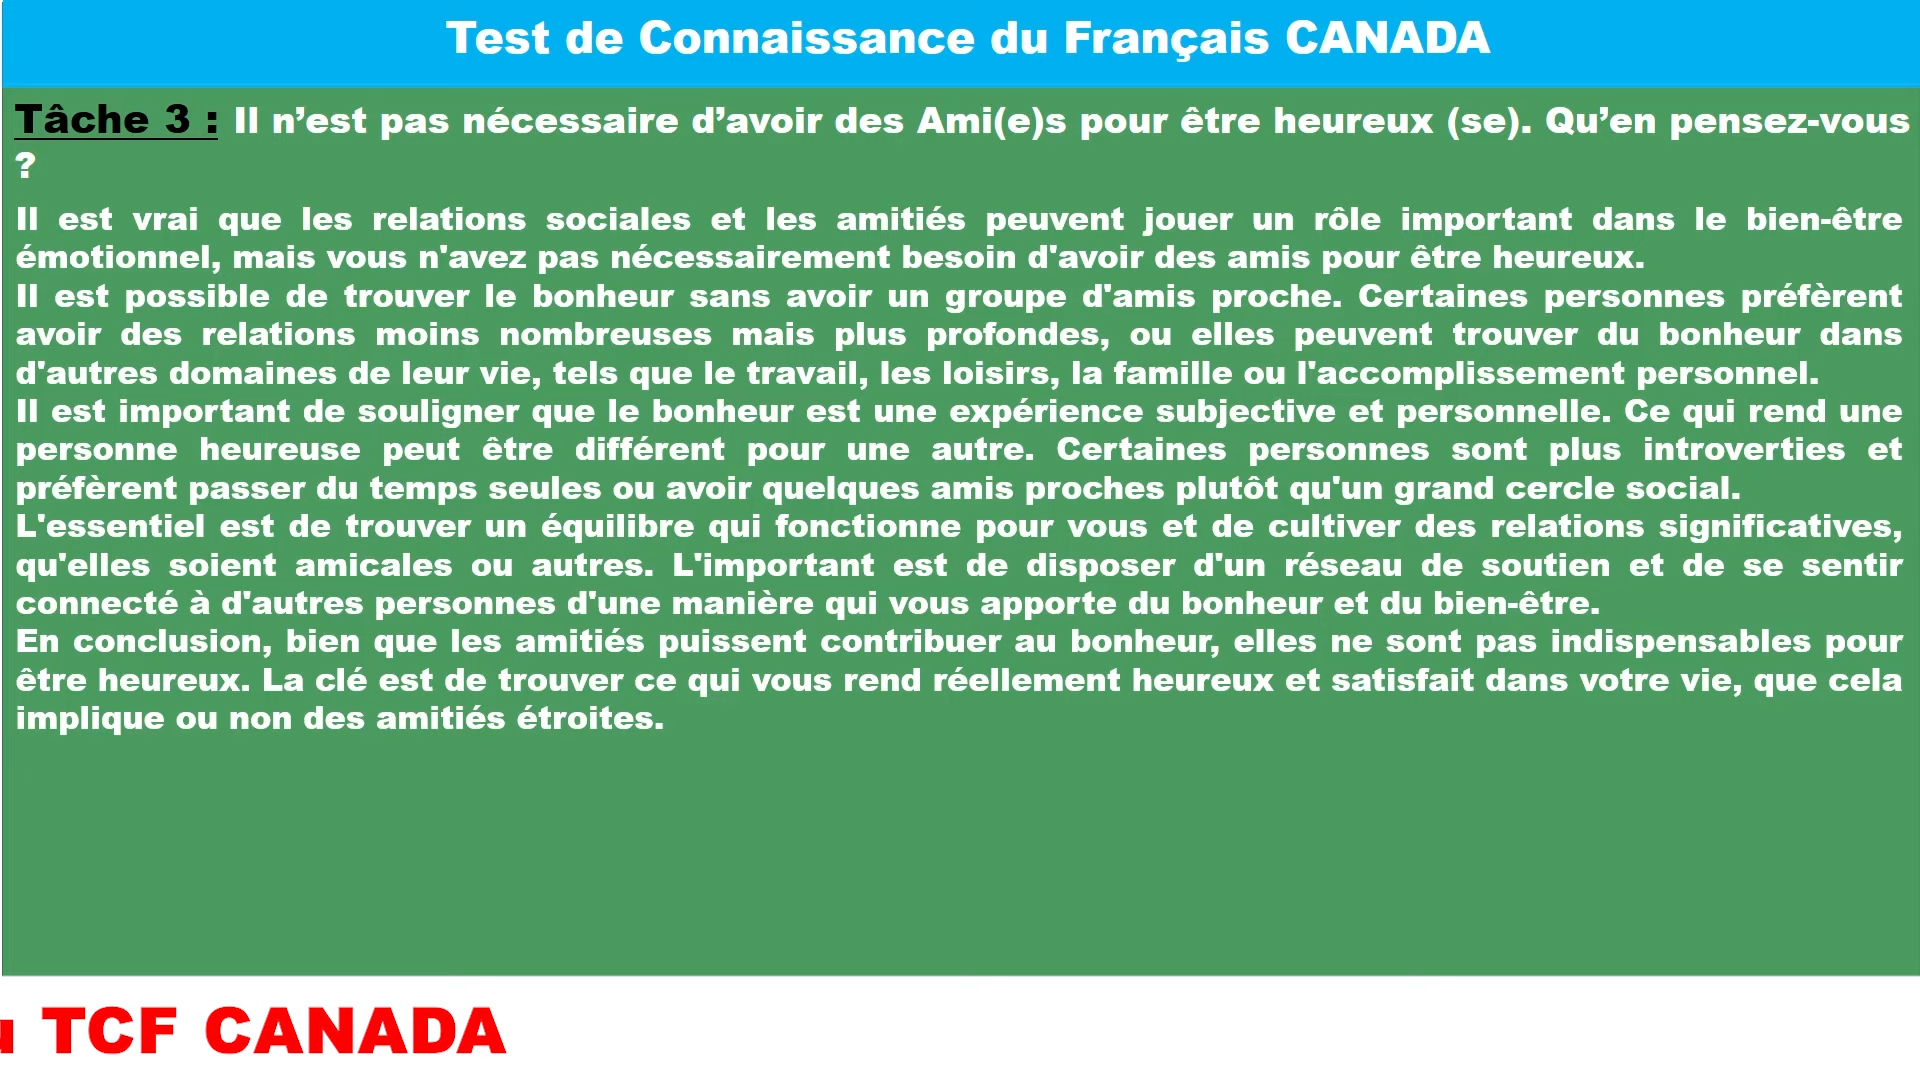 Test de Connaissance du Français CANADA
Tâche 3 : Il n’est pas nécessaire d’avoir des Ami(e)s pour être heureux (se). Qu’en pensez-vous
?
Il est vrai que les relations sociales et les amitiés peuvent jouer un rôle important dans le bien-être
émotionnel, mais vous n'avez pas nécessairement besoin d'avoir des amis pour être heureux.
Il est possible de trouver le bonheur sans avoir un groupe d'amis proche. Certaines personnes préfèrent
avoir des relations moins nombreuses mais plus profondes, ou elles peuvent trouver du bonheur dans
d'autres domaines de leur vie, tels que le travail, les loisirs, la famille ou l'accomplissement personnel.
Il est important de souligner que le bonheur est une expérience subjective et personnelle. Ce qui rend une
personne heureuse peut être différent pour une autre. Certaines personnes sont plus introverties et
préfèrent passer du temps seules ou avoir quelques amis proches plutôt qu'un grand cercle social.
L'essentiel est de trouver un équilibre qui fonctionne pour vous et de cultiver des relations significatives,
qu'elles soient amicales ou autres. L'important est de disposer d'un réseau de soutien et de se sentir
connecté à d'autres personnes d'une manière qui vous apporte du bonheur et du bien-être.
En conclusion, bien que les amitiés puissent contribuer au bonheur, elles ne sont pas indispensables pour
être heureux. La clé est de trouver ce qui vous rend réellement heureux et satisfait dans votre vie, que cela
implique ou non des amitiés étroites.
TCF CANADA